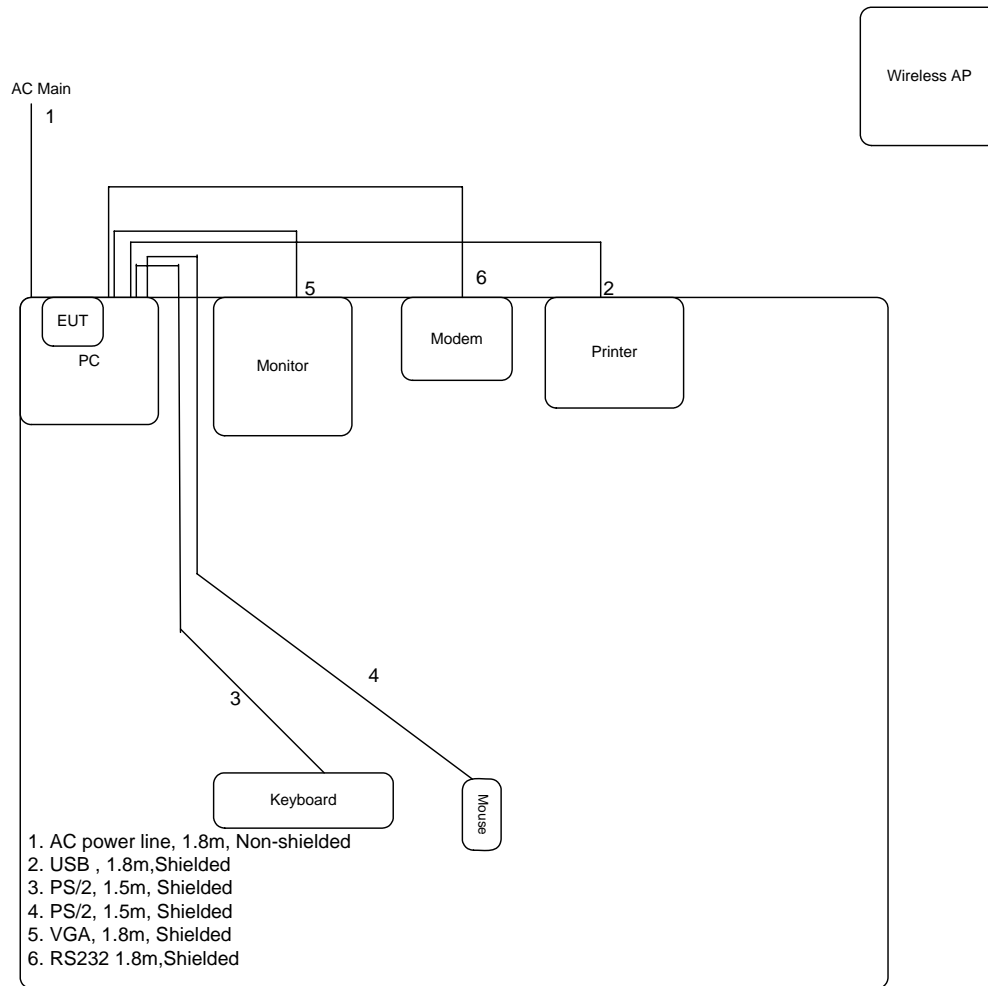 Wireless AP
AC Main
1
6
5
2
EUT
PC
Monitor
Modem
Printer
4
3
Keyboard
Mouse
1. AC power line, 1.8m, Non-shielded
2. USB , 1.8m,Shielded
3. PS/2, 1.5m, Shielded
4. PS/2, 1.5m, Shielded
5. VGA, 1.8m, Shielded
6. RS232 1.8m,Shielded